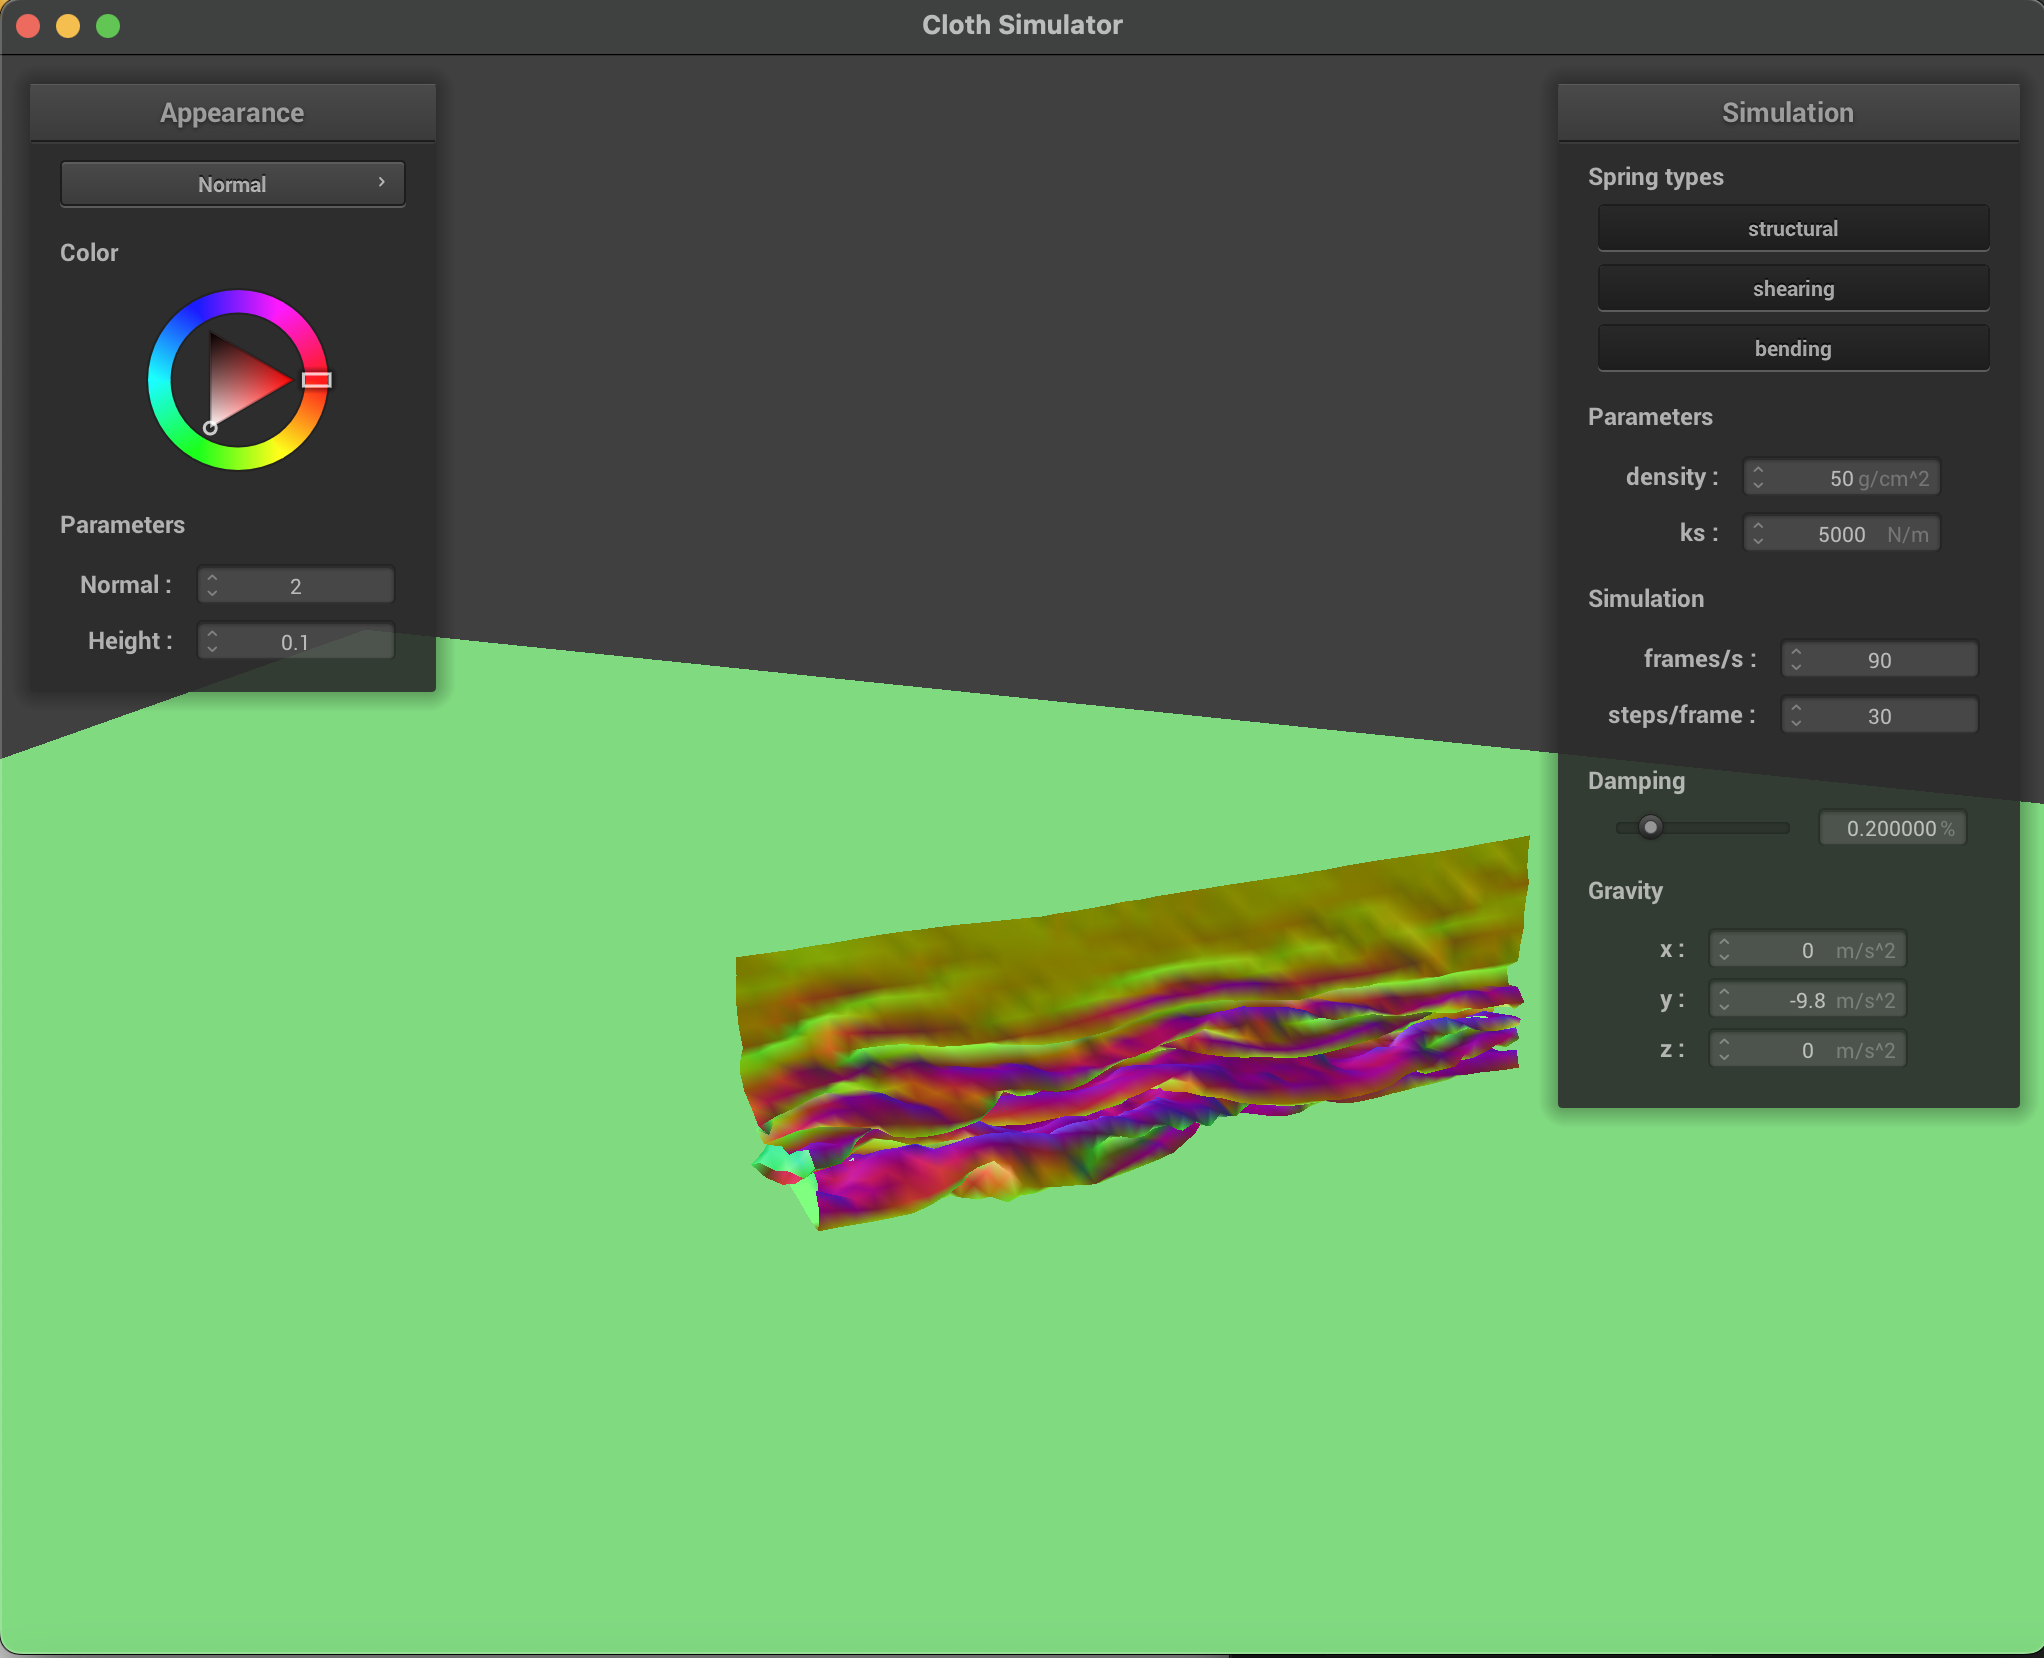 Cloth Simulator
Appearance
Normal
Color
Parameters
Normal : 2
Height : 0.1
Simulation
Spring types
structural
shearing
bending
Parameters
density : 50 g/cm^2
ks : 5000 N/m
Simulation
frames/s : 90
steps/frame : 30
Damping
0.200000 %
Gravity
x : 0 m/s^2
y : -9.8 m/s^2
z : 0 m/s^2